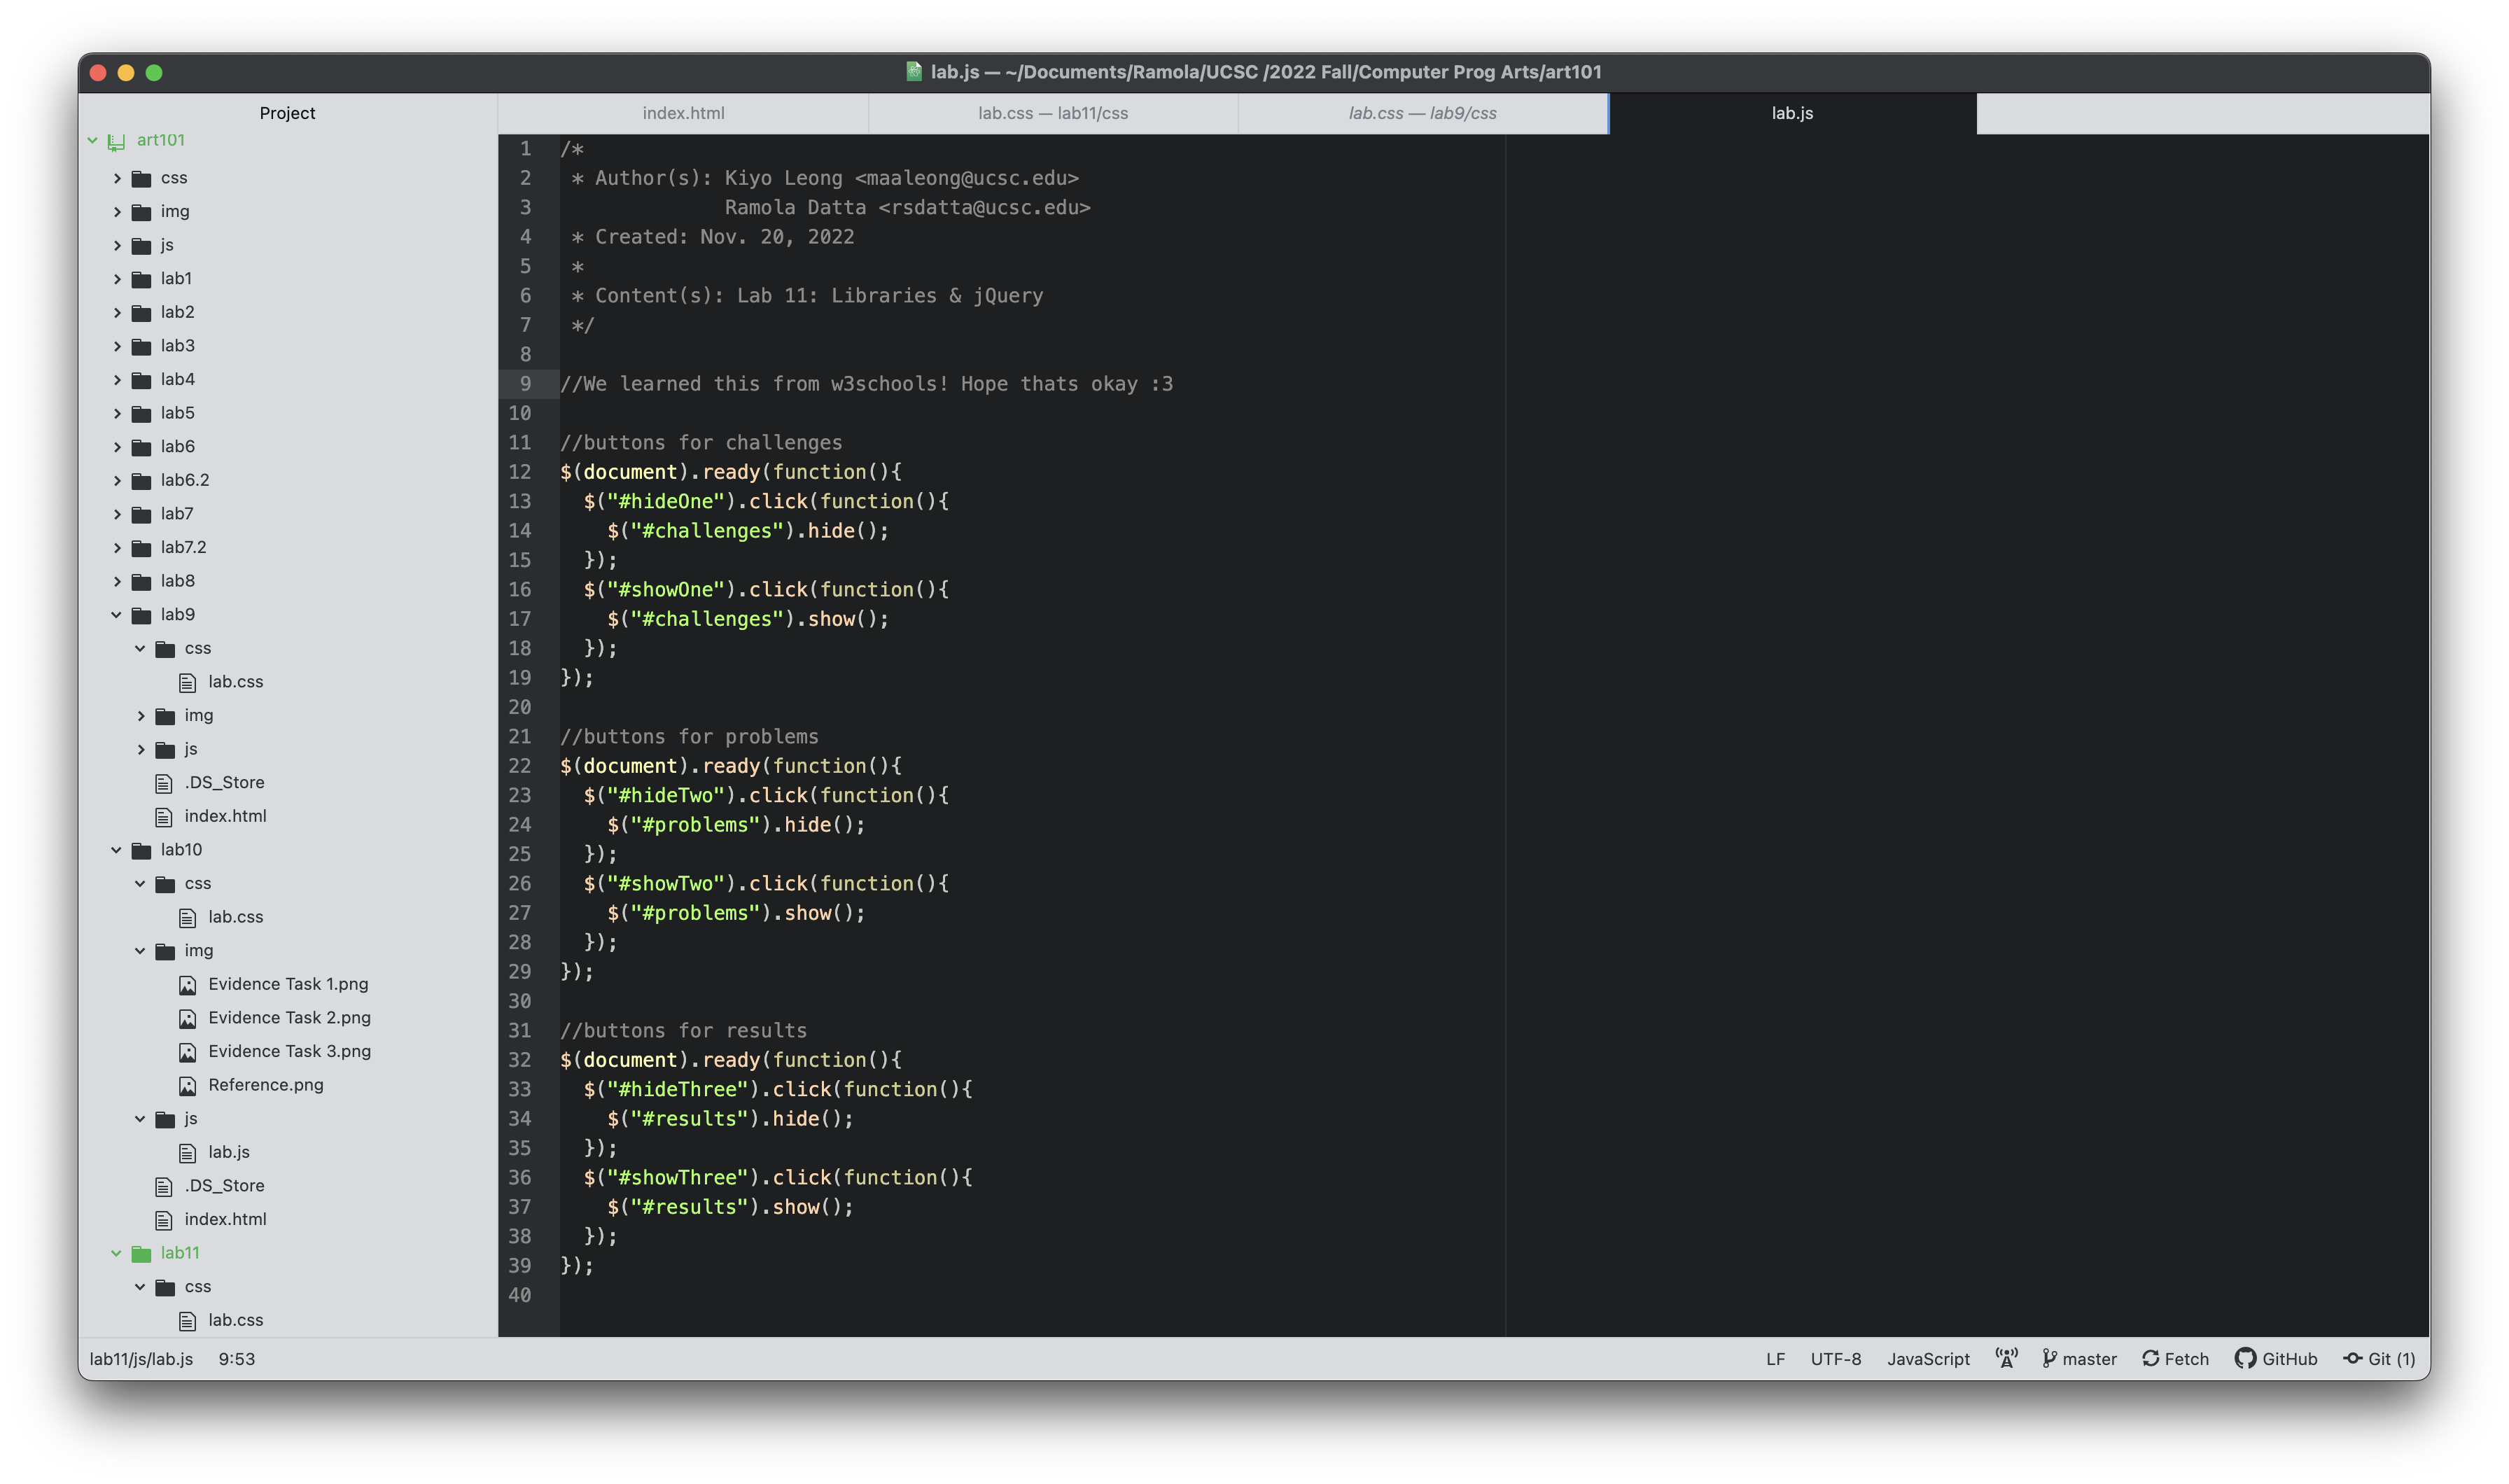 lab.js — ~/Documents/Ramola/UCSC /2022 Fall/Computer Prog Arts/art101
Project
art101
css
img
js
lab1
lab2
lab3
lab4
lab5
lab6
lab6.2
lab7
lab7.2
lab8
lab9
css
lab.css
img
js
.DS_Store
index.html
lab10
css
lab.css
img
Evidence Task 1.png
Evidence Task 2.png
Evidence Task 3.png
Reference.png
js
lab.js
.DS_Store
index.html
lab11
css
lab.css
index.html
lab.css — lab11/css
lab.css — lab9/css
lab.js
1 /*
2  * Author(s): Kiyo Leong <maaleong@ucsc.edu>
3              Ramola Datta <rsdatta@ucsc.edu>
4  * Created: Nov. 20, 2022
5  *
6  * Content(s): Lab 11: Libraries & jQuery
7  */
8
9 //We learned this from w3schools! Hope thats okay :3
10
11 //buttons for challenges
12 $(document).ready(function(){
13   $("#hideOne").click(function(){
14     $("#challenges").hide();
15   });
16   $("#showOne").click(function(){
17     $("#challenges").show();
18   });
19 });
20
21 //buttons for problems
22 $(document).ready(function(){
23   $("#hideTwo").click(function(){
24     $("#problems").hide();
25   });
26   $("#showTwo").click(function(){
27     $("#problems").show();
28   });
29 });
30
31 //buttons for results
32 $(document).ready(function(){
33   $("#hideThree").click(function(){
34     $("#results").hide();
35   });
36   $("#showThree").click(function(){
37     $("#results").show();
38   });
39 });
40
lab11/js/lab.js 9:53 LF UTF-8 JavaScript master Fetch GitHub Git (1)